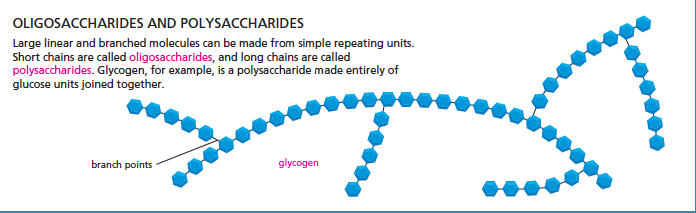 OLIGOSACCHARIDES AND POLYSACCHARIDES
Large linear and branched molecules can be made from simple repeating units.
Short chains are called oligosaccharides, and long chains are called
polysaccharides. Glycogen, for example, is a polysaccharide made entirely of
glucose units joined together.
branch points
glycogen